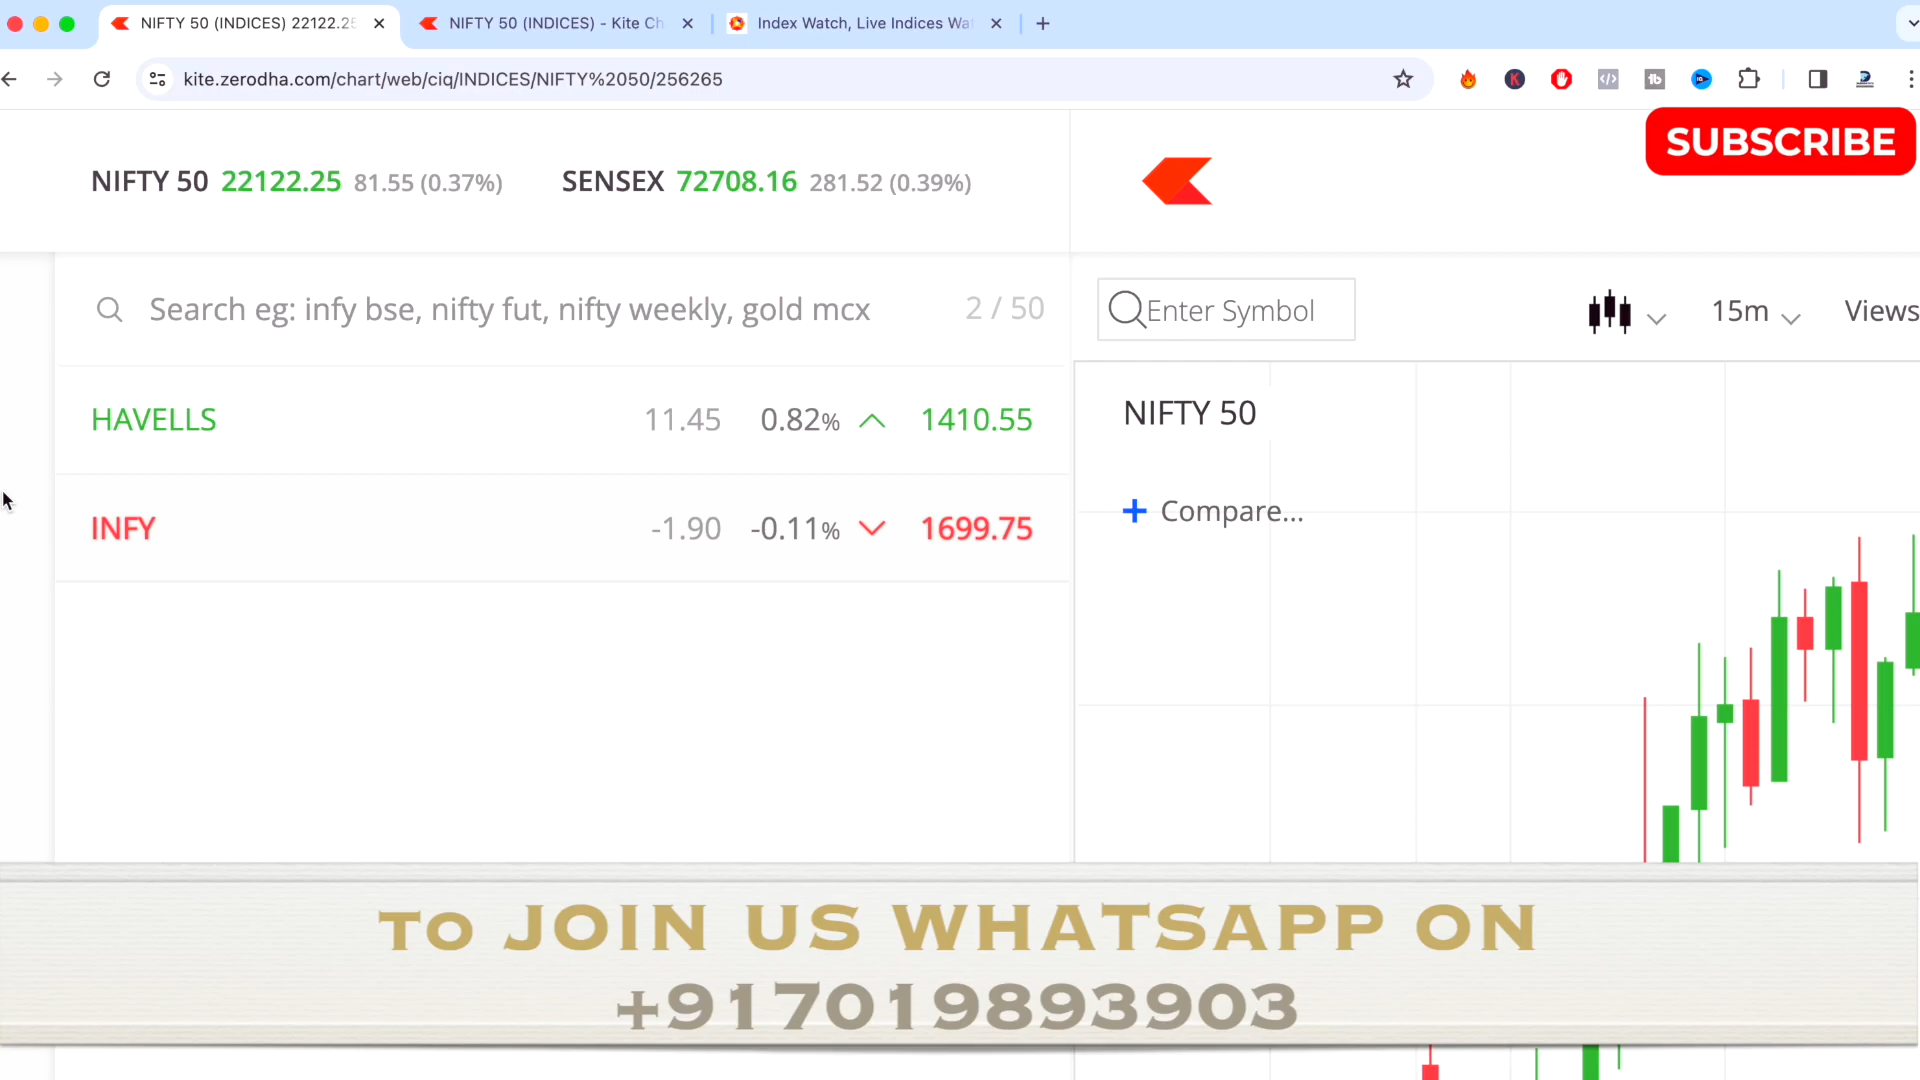 NIFTY 50 (INDICES) 22122.25
NIFTY 50 (INDICES) - Kite Ch
Index Watch, Live Indices Wa
kite.zerodha.com/chart/web/ciq/INDICES/NIFTY%2050/256265
SUBSCRIBE
NIFTY 50 22122.25 81.55 (0.37%) SENSEX 72708.16 281.52 (0.39%)
Search eg: infy bse, nifty fut, nifty weekly, gold mcx 2 / 50
Enter Symbol 15m Views
HAVELLS 11.45 0.82% 1410.55
NIFTY 50
+ Compare...
INFY -1.90 -0.11% 1699.75
To JOIN US WHATSAPP ON
+917019893903